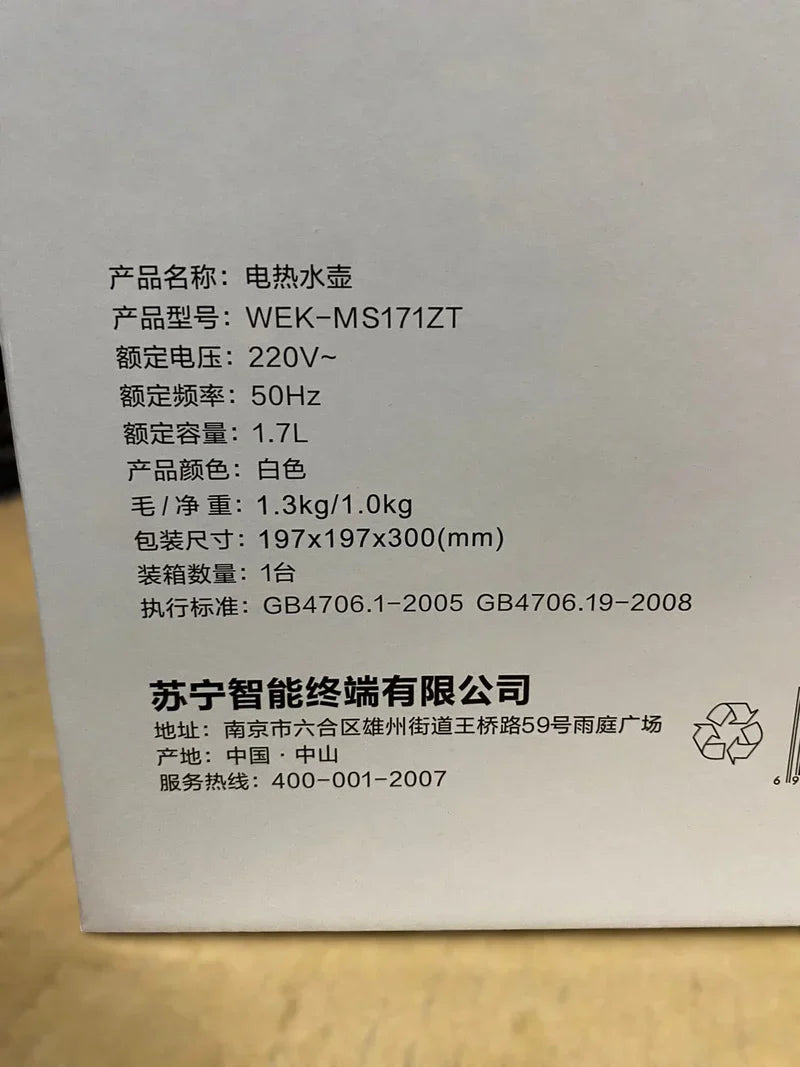 产品名称：电热水壶
产品型号：WEK-MS171ZT
额定电压：220V~
额定频率：50Hz
额定容量：1.7L
产品颜色：白色
毛/净 重：1.3kg/1.0kg
包装尺寸：197x197x300(mm)
装箱数量：1台
执行标准：GB4706.1-2005 GB4706.19-2008
苏宁智能终端有限公司
地址：南京市六合区雄州街道王桥路59号雨庭广场
产地：中国·中山
服务热线：400-001-2007
6 9